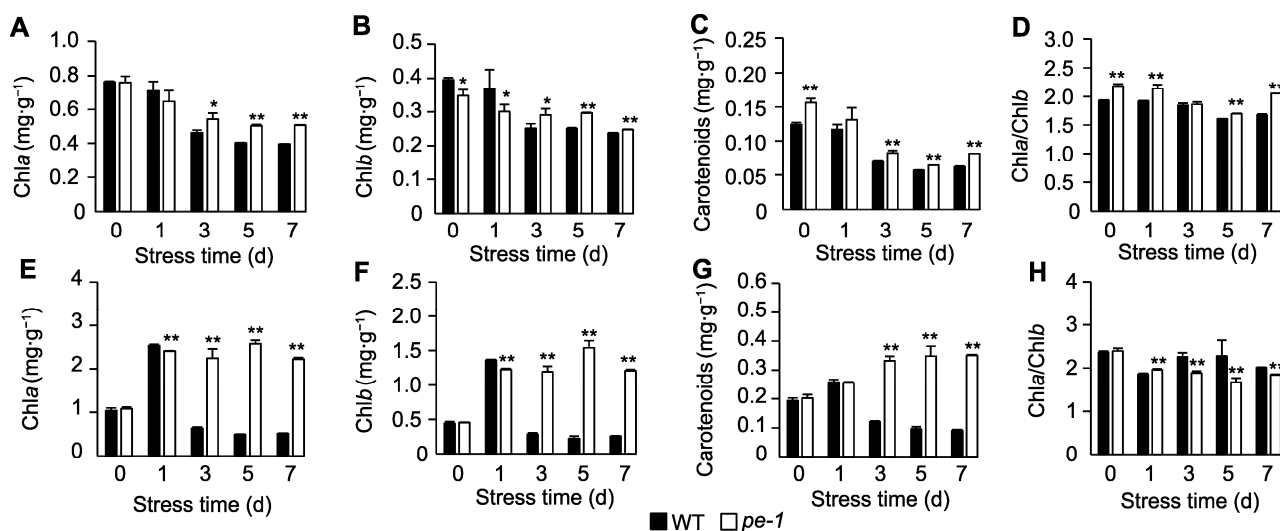 A
Chla (mg·g⁻¹)
1.0
0.8
0.6
0.4
0.2
0
* ** **
0 1 3 5 7
Stress time (d)
B
Chlb (mg·g⁻¹)
0.5
0.4
0.3
0.2
0.1
0
* * * ** **
0 1 3 5 7
Stress time (d)
C
Carotenoids (mg·g⁻¹)
0.25
0.20
0.15
0.10
0.05
0
** ** ** **
0 1 3 5 7
Stress time (d)
D
Chla/Chlb
3.0
2.5
2.0
1.5
1.0
0.5
0
** ** ** **
0 1 3 5 7
Stress time (d)
E
Chla (mg·g⁻¹)
4
3
2
1
0
** ** ** **
0 1 3 5 7
Stress time (d)
F
Chlb (mg·g⁻¹)
2.5
2.0
1.5
1.0
0.5
0
** ** ** **
0 1 3 5 7
Stress time (d)
G
Carotenoids (mg·g⁻¹)
0.6
0.5
0.4
0.3
0.2
0.1
0
** ** **
0 1 3 5 7
Stress time (d)
H
Chla/Chlb
4
3
2
1
0
** ** ** **
0 1 3 5 7
Stress time (d)
WT pe-1